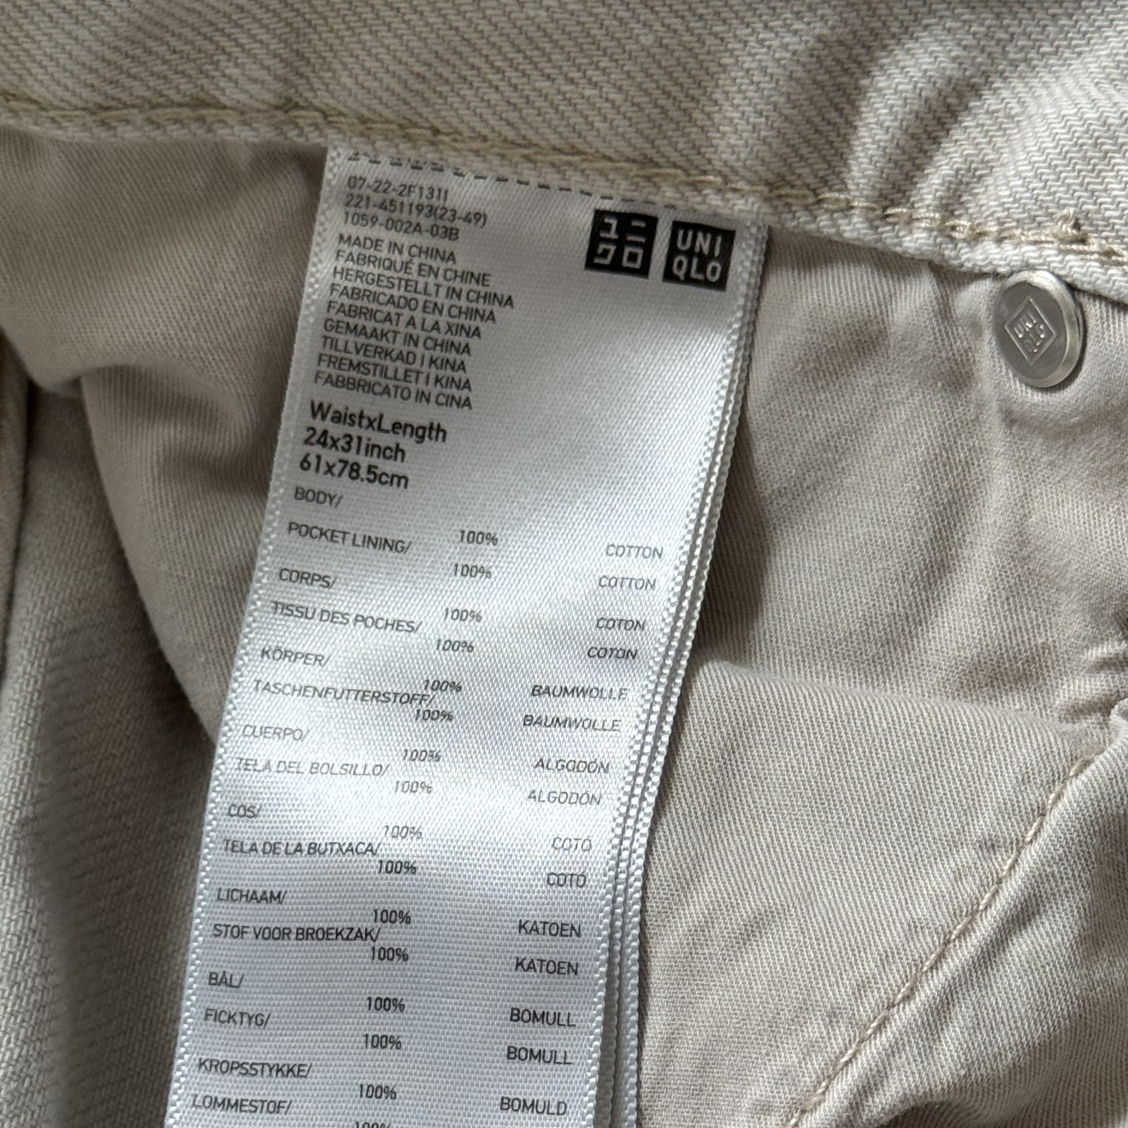 07-22-2F131I
221-451193(23-49)
1059-002A-03B
ユニ
クロ
UNI
QLO
MADE IN CHINA
FABRIQUÉ EN CHINE
HERGESTELLT IN CHINA
FABRICADO EN CHINA
FABRICAT A LA XINA
GEMAAKT IN CHINA
TILLVERKAD I KINA
FREMSTILLET I KINA
FABBRICATO IN CINA
WaistxLength
24x31inch
61x78.5cm
BODY/
100% COTTON
POCKET LINING/
100% COTTON
CORPS/
100% COTON
TISSU DES POCHES/
100% COTON
KÖRPER/
100% BAUMWOLLE
TASCHENFUTTERSTOFF/
100% BAUMWOLLE
CUERPO/
100% ALGODÓN
TELA DEL BOLSILLO/
100% ALGODÓN
COS/
100% COTÓ
TELA DE LA BUTXACA/
100% COTÓ
LICHAAM/
100% KATOEN
STOF VOOR BROEKZAK/
100% KATOEN
BÅL/
100% BOMULL
FICKTYG/
100% BOMULL
KROPSSTYKKE/
100% BOMULD
LOMMESTOF/
100%
UNI
QLO